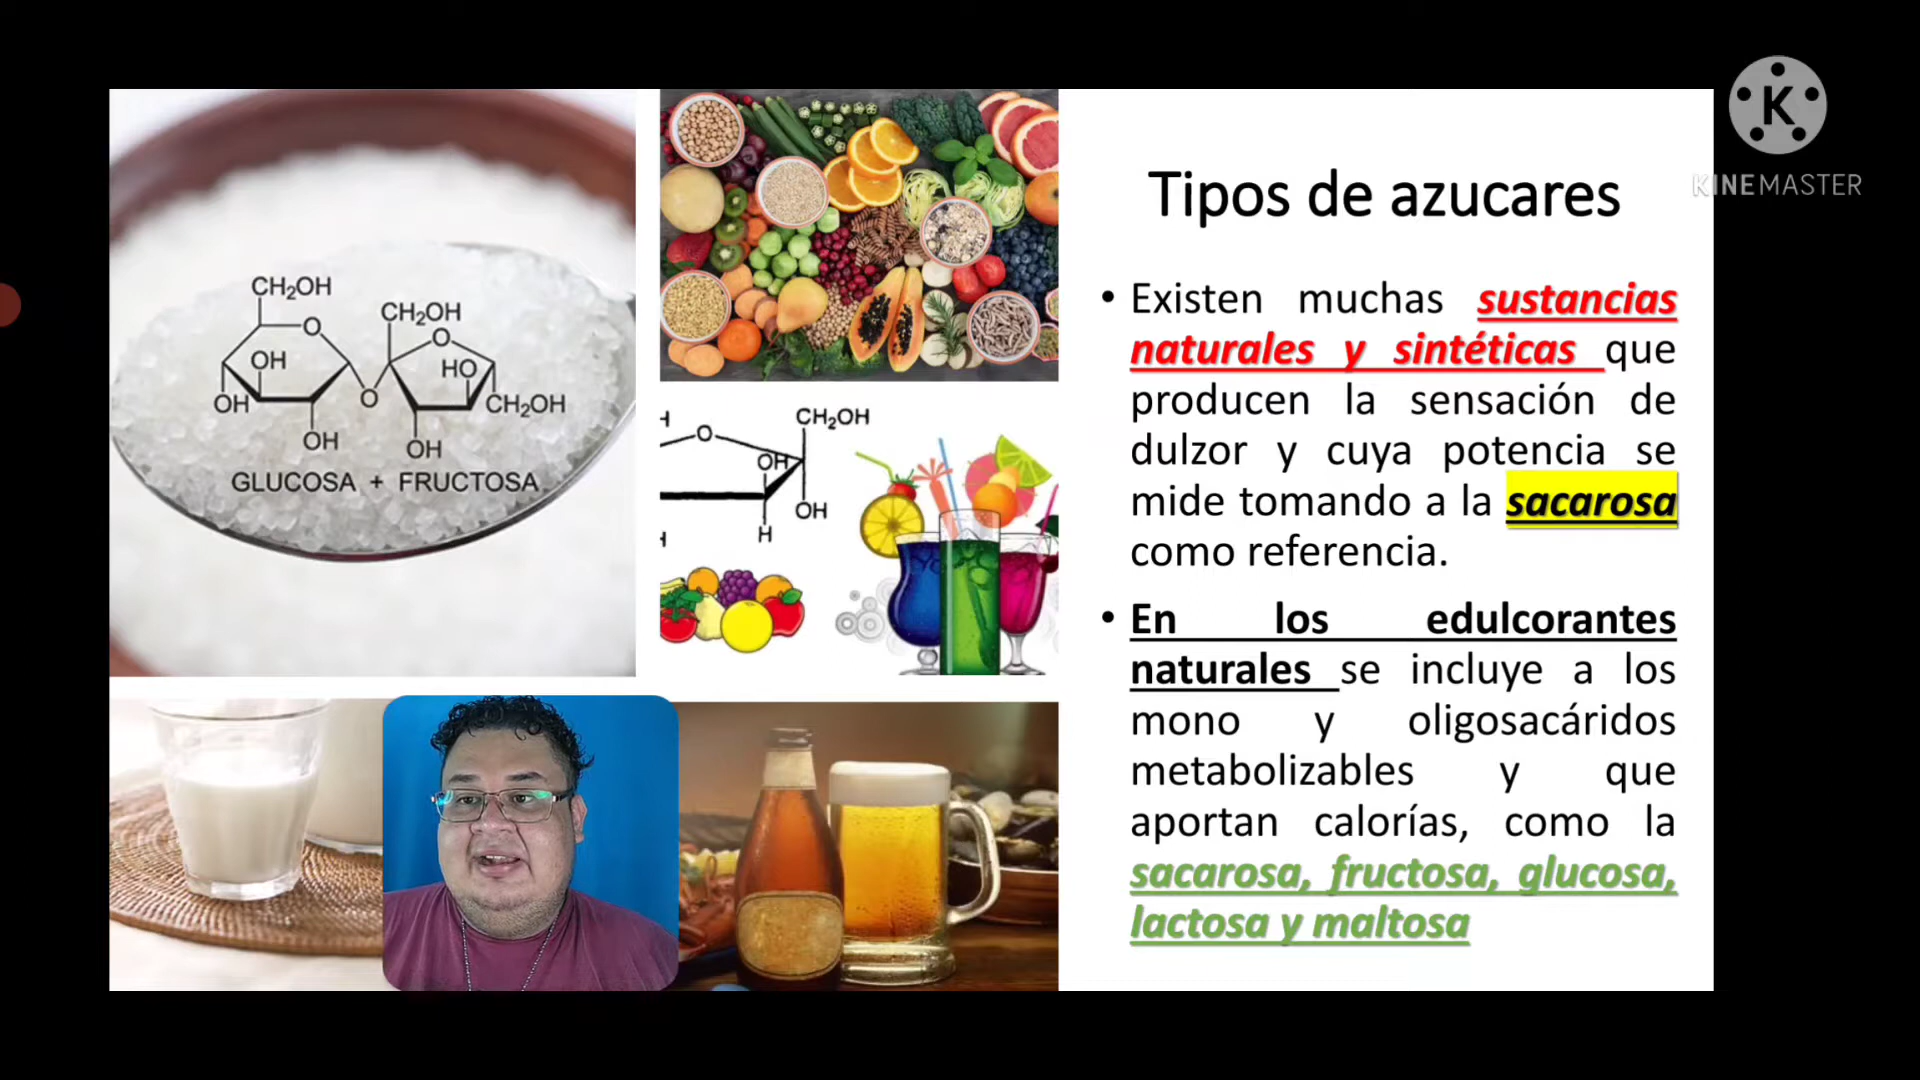 CH₂OH
O
CH₂OH
O
OH
HO
OH
O
CH₂OH
OH
OH
GLUCOSA + FRUCTOSA
H
O
CH₂OH
OH
OH
H
H
Tipos de azucares
• Existen muchas sustancias
naturales y sintéticas que
producen la sensación de
dulzor y cuya potencia se
mide tomando a la sacarosa
como referencia.
• En los edulcorantes
naturales se incluye a los
mono y oligosacáridos
metabolizables y que
aportan calorías, como la
sacarosa, fructosa, glucosa,
lactosa y maltosa
K
KINEMASTER